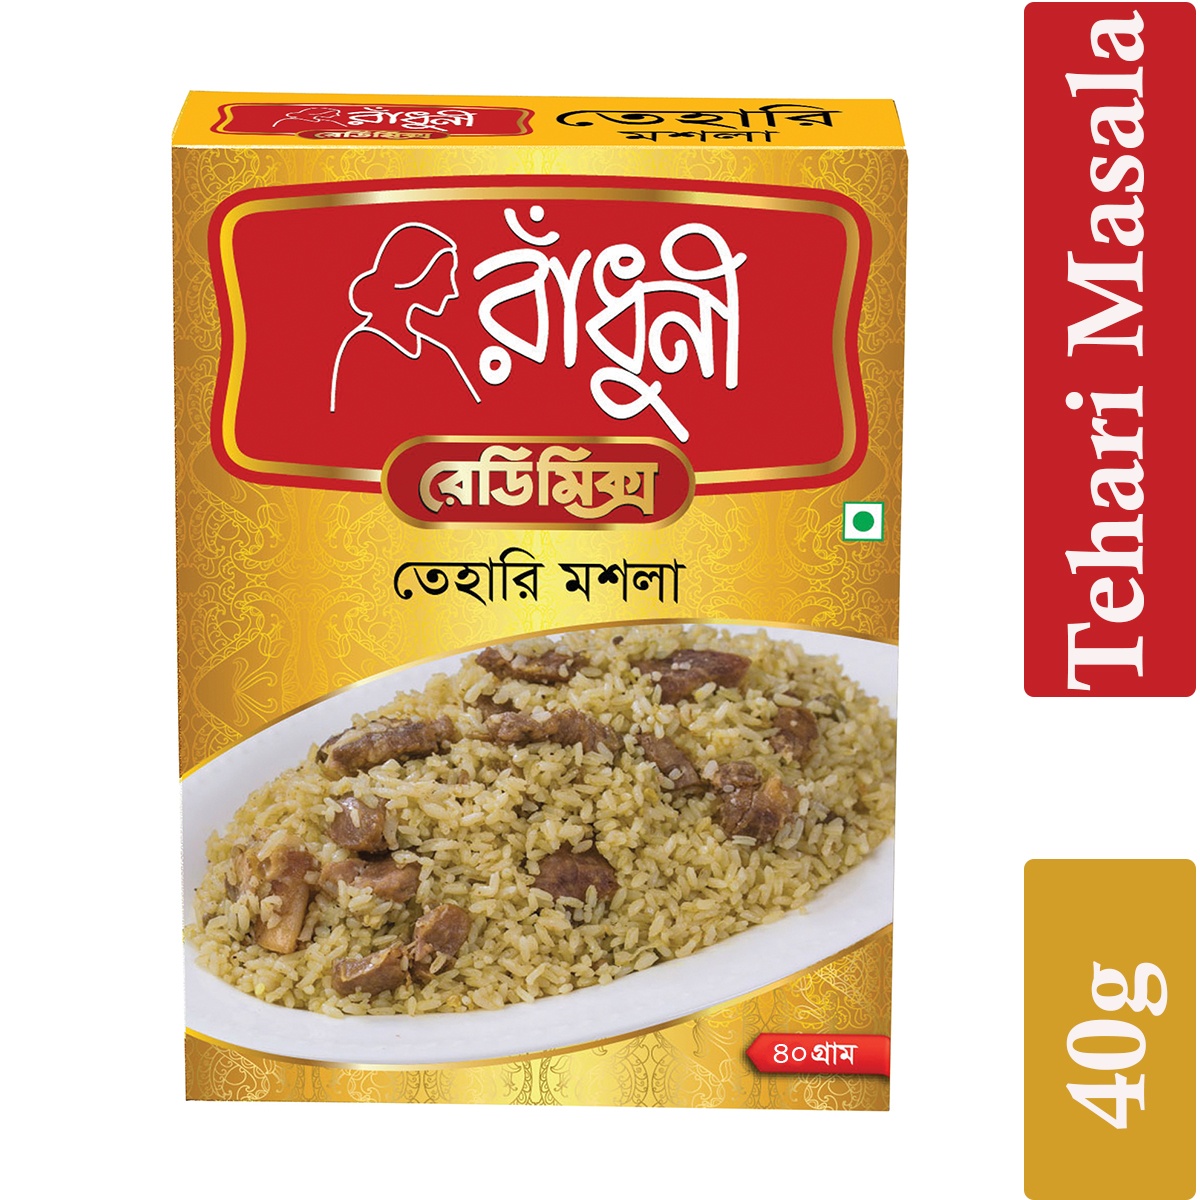 রাঁধুনী
রেডিমিক্স
তেহারি
মশলা
রাঁধুনী
রেডিমিক্স
তেহারি মশলা
৪০গ্রাম
Tehari Masala
40g